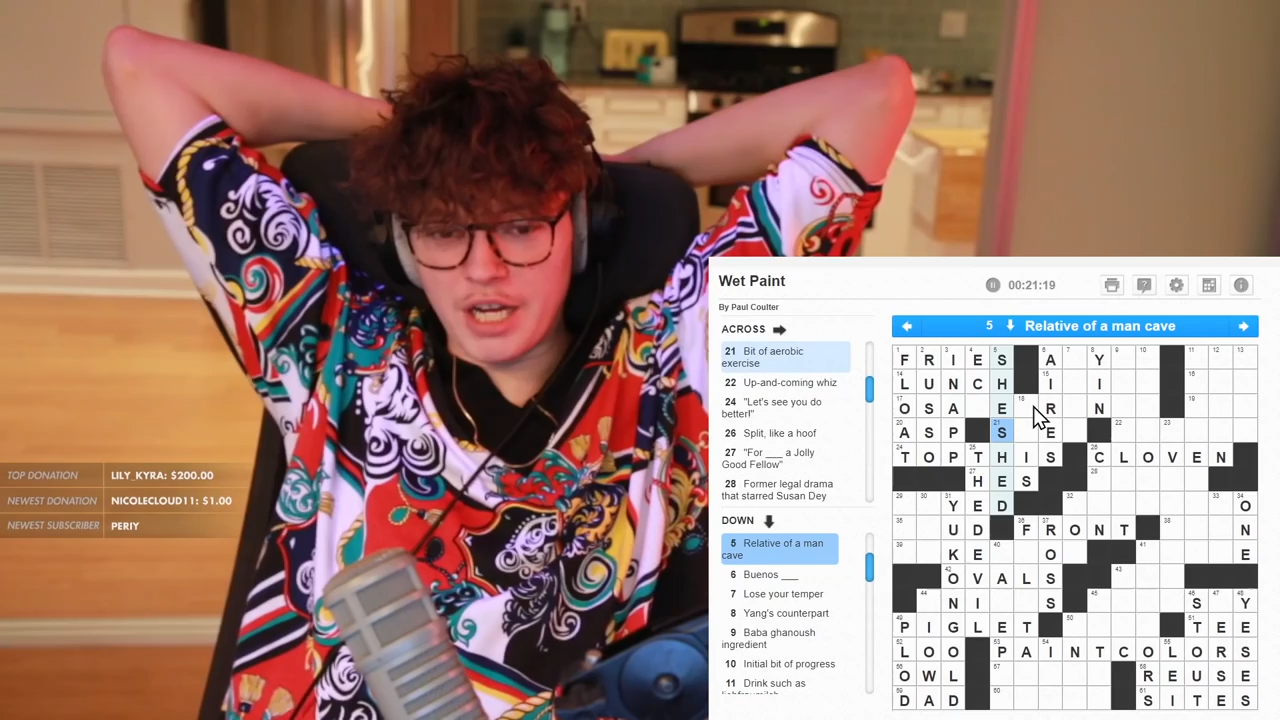 Wet Paint
00:21:19
By Paul Coulter
ACROSS
5 Relative of a man cave
21 Bit of aerobic
exercise
22 Up-and-coming whiz
24 "Let's see you do
better!"
26 Split, like a hoof
27 "For ___ a Jolly
Good Fellow"
28 Former legal drama
that starred Susan Dey
DOWN
5 Relative of a man
cave
6 Buenos ___
7 Lose your temper
8 Yang's counterpart
9 Baba ghanoush
ingredient
10 Initial bit of progress
11 Drink such as
F R I E S A Y
L U N C H I I
O S A E R N
A S P S E
T O P T H I S C L O V E N
H E S
Y E D O
U D F R O N T N
K E O E
O V A L S S
N I S S Y
P I G L E T T E E
L O O P A I N T C O L O R S
O W L R E U S E
D A D S I T E S
TOP DONATION LILY_KYRA: $200.00
NEWEST DONATION NICOLECLOUD11: $1.00
NEWEST SUBSCRIBER PERIY